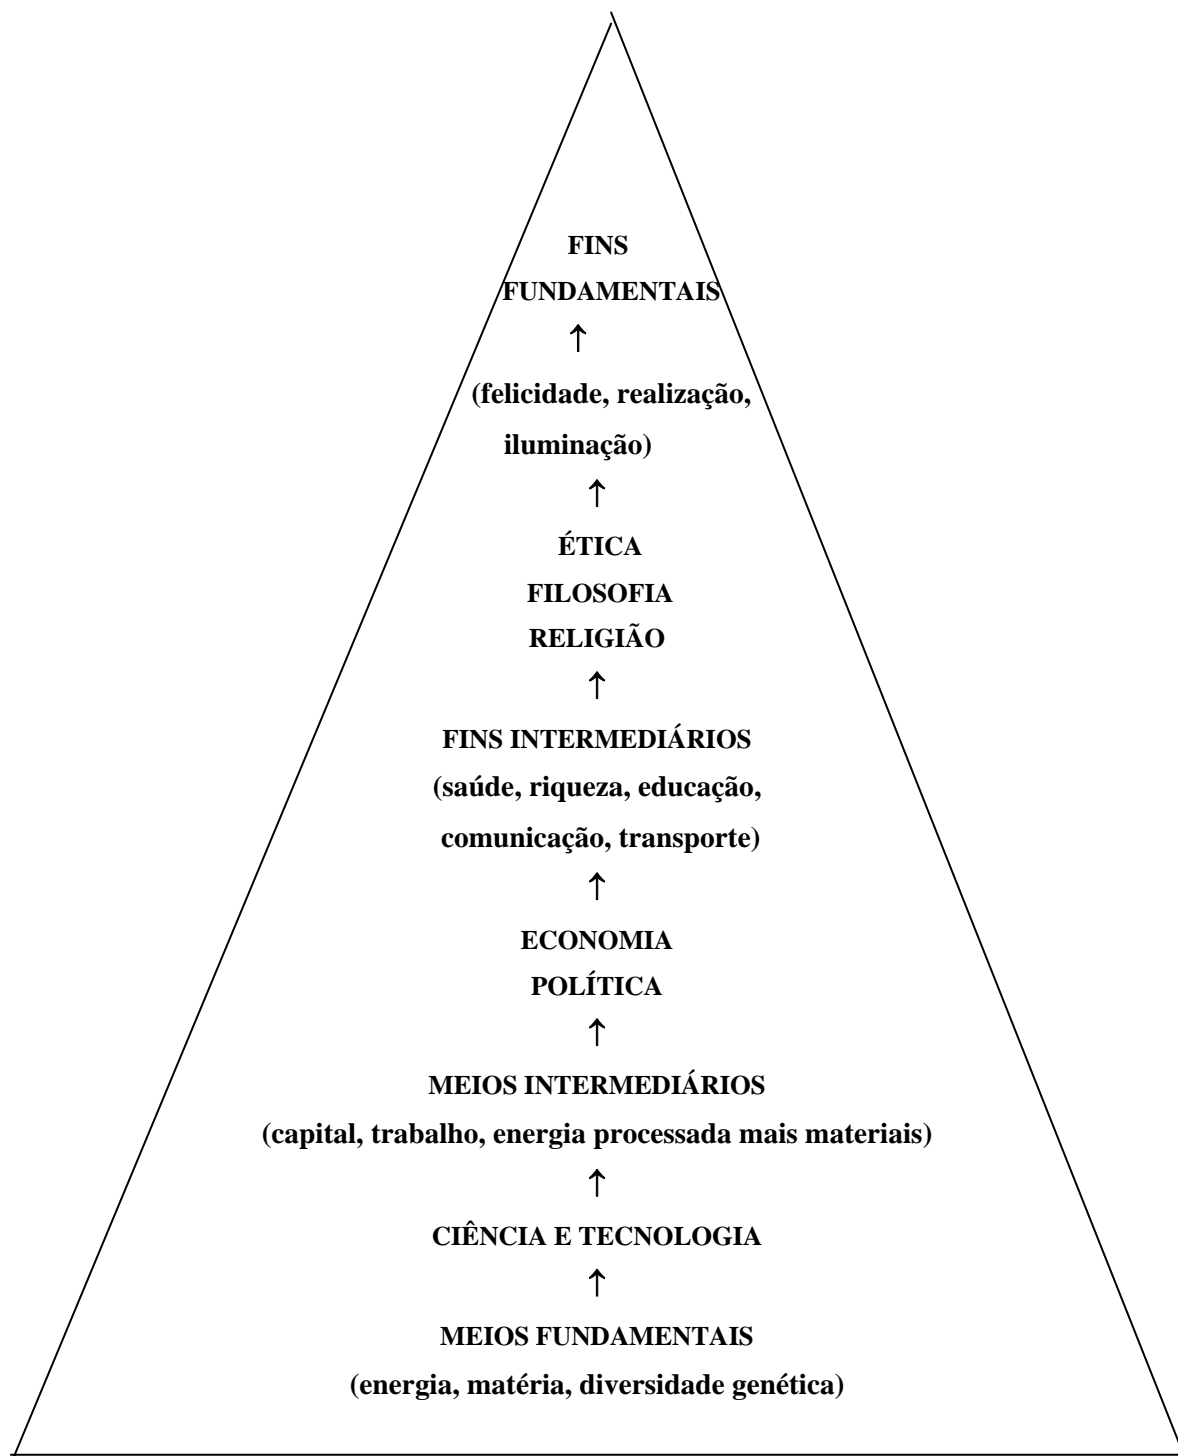 FINS
FUNDAMENTAIS
↑
(felicidade, realização,
iluminação)
↑
ÉTICA
FILOSOFIA
RELIGIÃO
↑
FINS INTERMEDIÁRIOS
(saúde, riqueza, educação,
comunicação, transporte)
↑
ECONOMIA
POLÍTICA
↑
MEIOS INTERMEDIÁRIOS
(capital, trabalho, energia processada mais materiais)
↑
CIÊNCIA E TECNOLOGIA
↑
MEIOS FUNDAMENTAIS
(energia, matéria, diversidade genética)